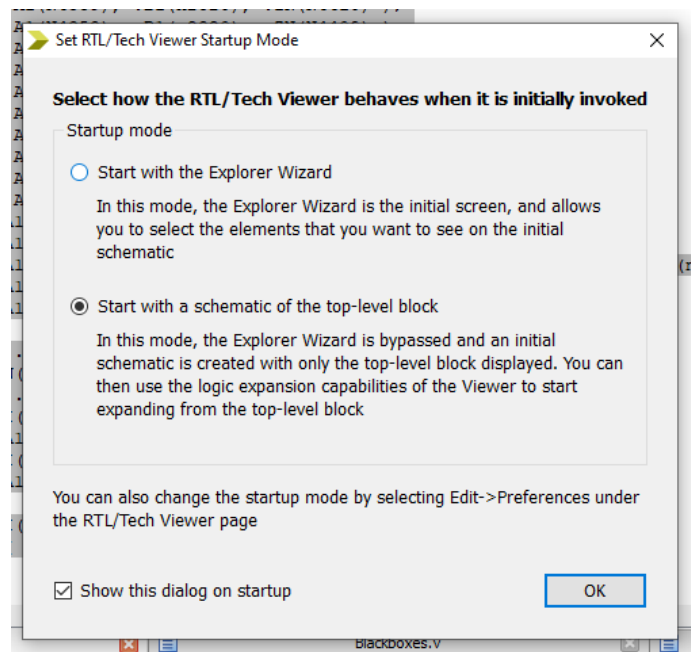 Set RTL/Tech Viewer Startup Mode
Select how the RTL/Tech Viewer behaves when it is initially invoked
Startup mode
Start with the Explorer Wizard
In this mode, the Explorer Wizard is the initial screen, and allows
you to select the elements that you want to see on the initial
schematic
Start with a schematic of the top-level block
In this mode, the Explorer Wizard is bypassed and an initial
schematic is created with only the top-level block displayed. You can
then use the logic expansion capabilities of the Viewer to start
expanding from the top-level block
You can also change the startup mode by selecting Edit->Preferences under
the RTL/Tech Viewer page
Show this dialog on startup
OK
Blackboxes.v